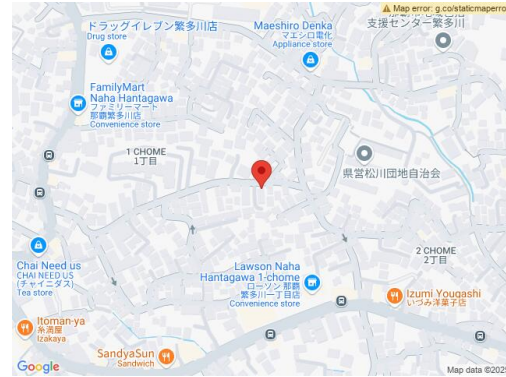 Map error: g.co/staticmaperro
ドラッグイレブン繁多川店
Drug store
Maeshiro Denka
マエシロ電化
Appliance store
支援センター繁多川
FamilyMart
Naha Hantagawa
ファミリーマート
那覇繁多川店
Convenience store
1 CHOME
1丁目
県営松川団地自治会
2 CHOME
2丁目
Chai Need us
CHAI NEED US
(チャイニダス)
Tea store
Lawson Naha
Hantagawa 1-chome
ローソン 那覇
繁多川一丁目店
Convenience store
Izumi Yougashi
いづみ洋菓子店
Itoman-ya
糸満屋
Izakaya
SandyaSun
Sandwich
Google
Map data ©2025